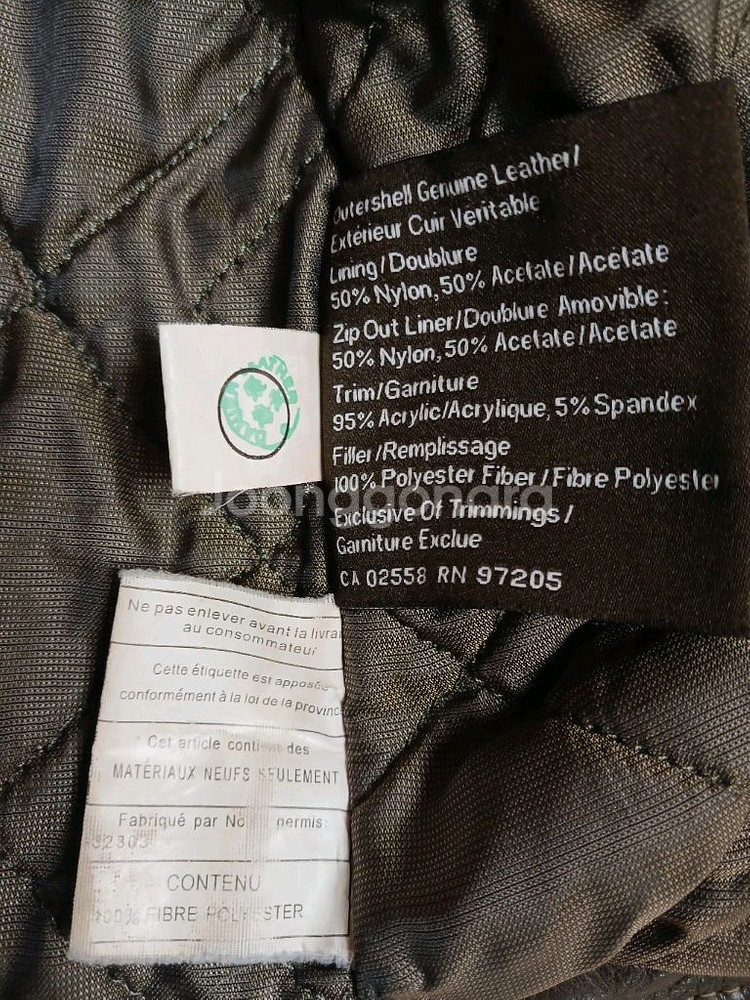 Outershell Genuine Leather/
Extérieur Cuir Véritable
Lining/Doublure
50% Nylon, 50% Acetate/Acétate
Zip Out Liner/Doublure Amovible:
50% Nylon, 50% Acetate/Acétate
Trim/Garniture
95% Acrylic/Acrylique, 5% Spandex
Filler/Remplissage
100% Polyester Fiber/Fibre Polyester
Exclusive Of Trimmings/
Garniture Exclue
CA 02558 RN 97205
Joonggonara
Ne pas enlever avant la livrai
au consommateur
Cette étiquette est apposée
conformément à la loi de la provinc
Cet article contient des
MATÉRIAUX NEUFS SEULEMENT
Fabriqué par No permis:
CONTENU
100% FIBRE POLYESTER